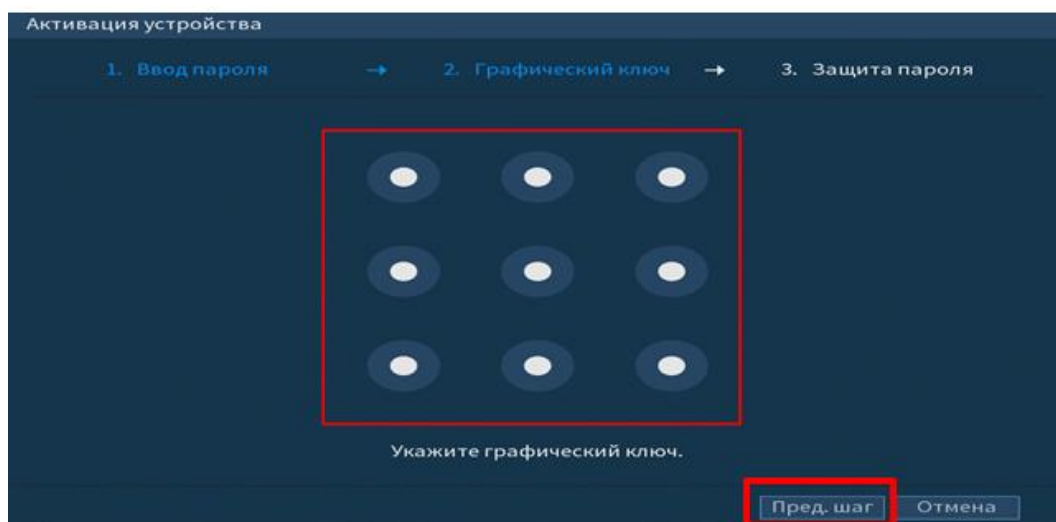 Активация устройства
1. Ввод пароля → 2. Графический ключ → 3. Защита пароля
Укажите графический ключ.
Пред. шаг Отмена